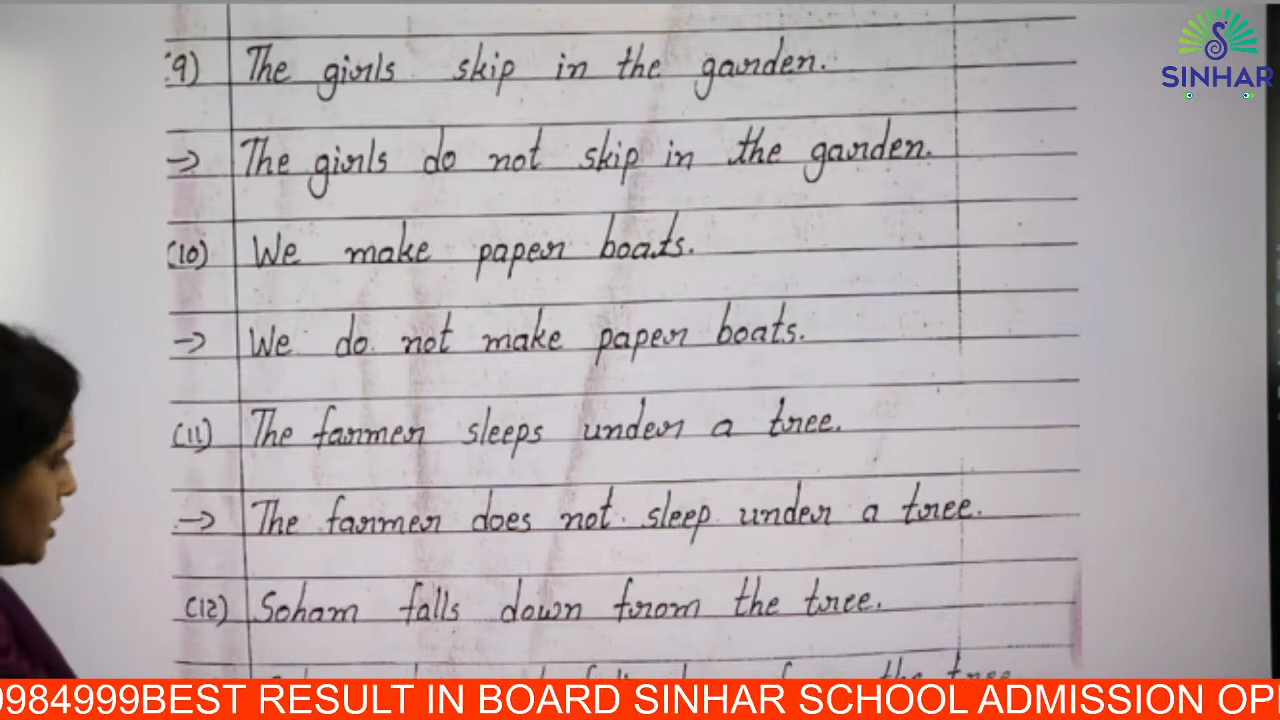 SINHAR
(9) The girls skip in the garden.
→ The girls do not skip in the garden.
(10) We make paper boats.
→ We do not make paper boats.
(11) The farmer sleeps under a tree.
→ The farmer does not sleep under a tree.
(12) Soham falls down from the tree.
the tree
9984999BEST RESULT IN BOARD SINHAR SCHOOL ADMISSION OP